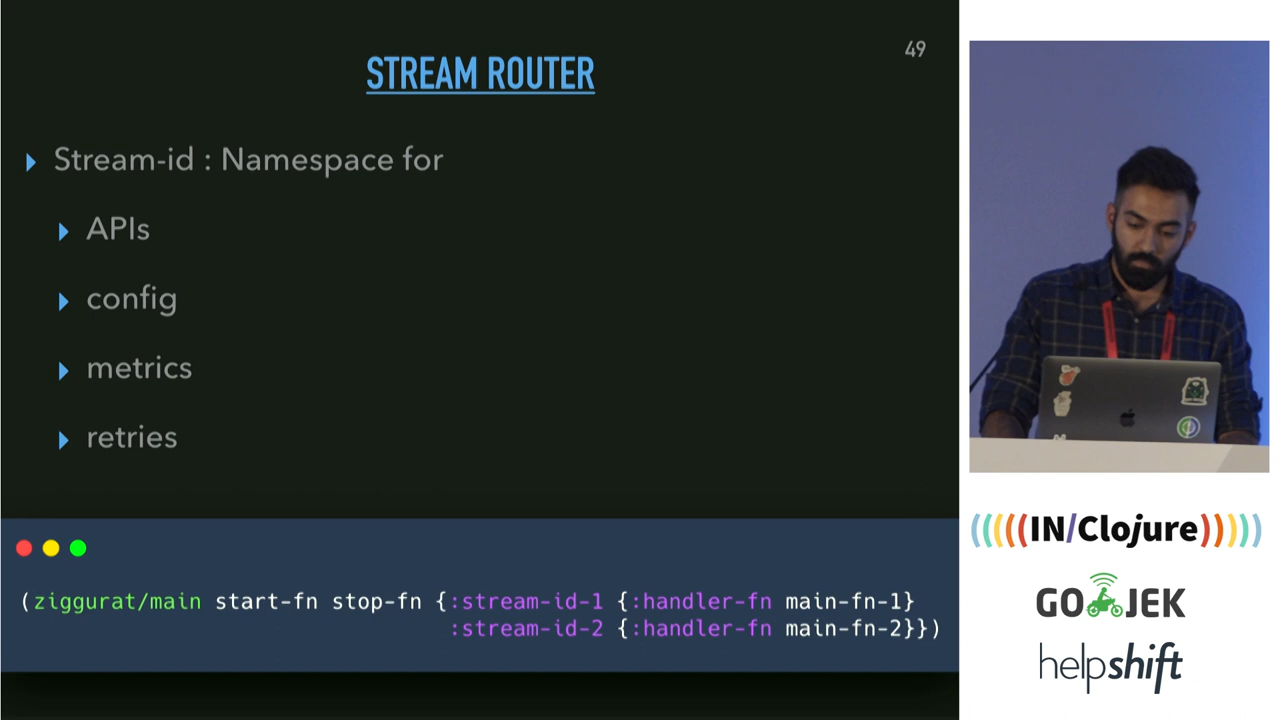 49
STREAM ROUTER
Stream-id : Namespace for
APIs
config
metrics
retries
(ziggurat/main start-fn stop-fn {:stream-id-1 {:handler-fn main-fn-1}
:stream-id-2 {:handler-fn main-fn-2}})
(((((IN/Clojure)))))
GOJEK
helpshift